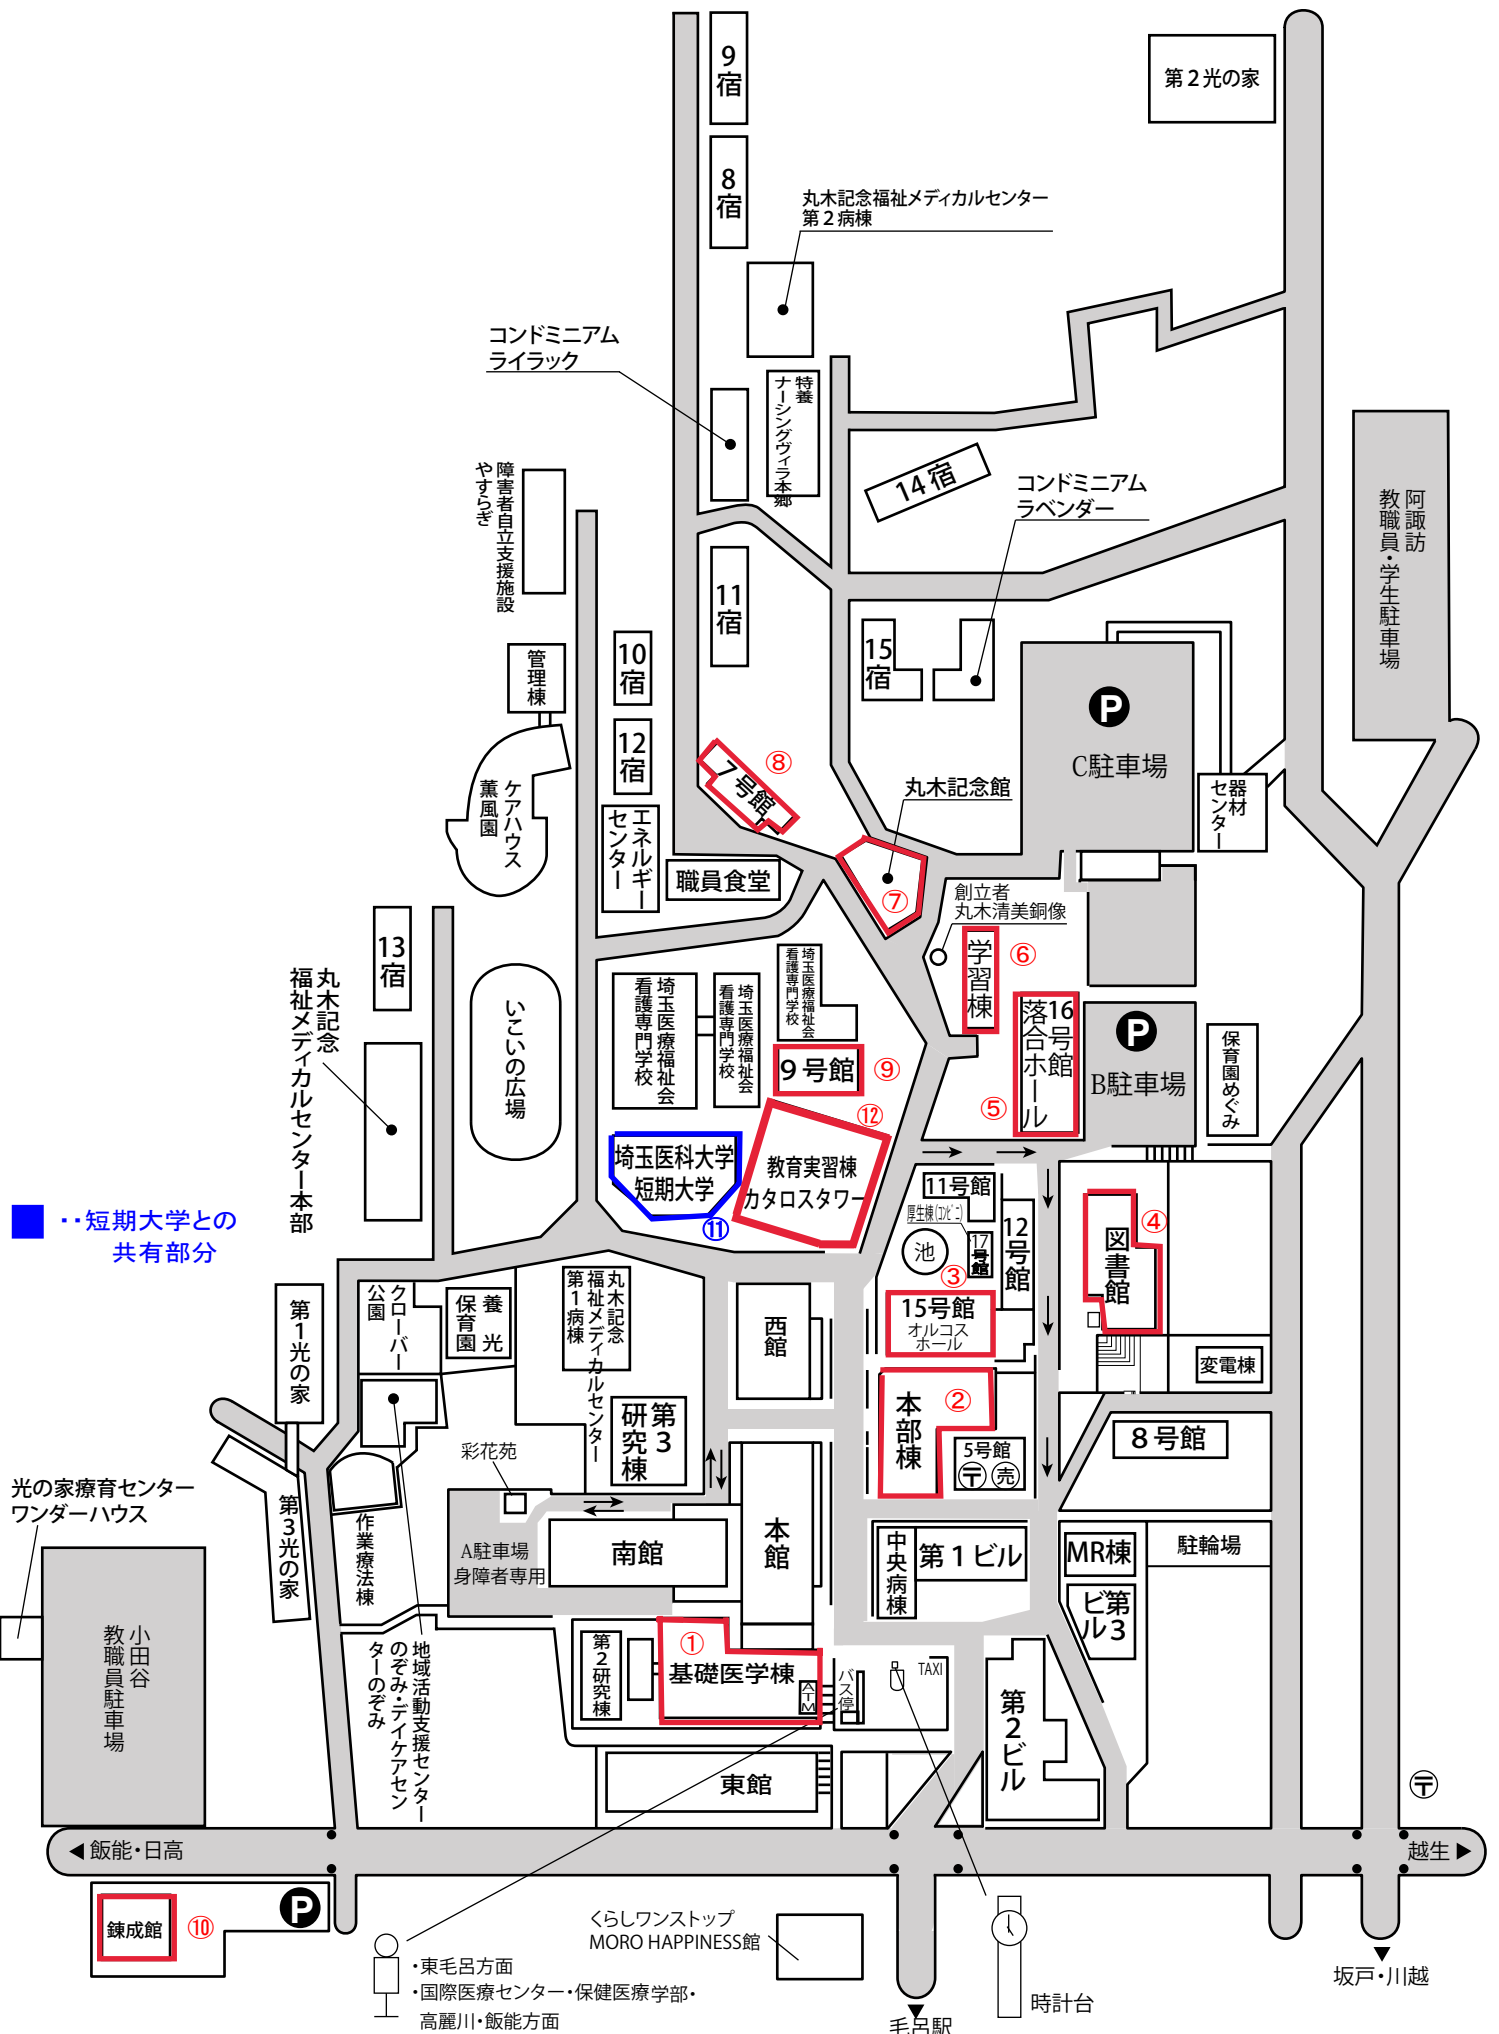 9
宿
第２光の家
8
宿
丸木記念福祉メディカルセンター
第２病棟
コンドミニアム
ライラック
特養
ナーシングヴィラ本郷
14宿
コンドミニアム
ラベンダー
障害者自立支援施設
やすらぎ
阿諏訪
教職員・学生駐車場
11
宿
10
宿
15
宿
管理棟
12
宿
P
C駐車場
⑧
7号館
丸木記念館
器材
センター
ケアハウス
薫風園
エネルギー
センター
職員食堂
⑦
創立者
丸木清美銅像
13
宿
学習棟
⑥
丸木記念
福祉メディカルセンター本部
いこいの広場
埼玉医療福祉会
看護専門学校
埼玉医療福祉会
看護専門学校
埼玉医療福祉会
看護専門学校
16号館
落合ホール
⑤
P
B駐車場
保育園めぐみ
9号館
⑨
⑫
埼玉医科大学
短期大学
⑪
教育実習棟
カタロスタワー
■ ‥短期大学との
共有部分
11号館
厚生棟(ｺﾝﾋﾞﾆ)
池
17
号館
12号館
③
15号館
オルコス
ホール
④
図書館
変電棟
第1光の家
クローバー
公園
養光
保育園
丸木記念
福祉メディカルセンター
第1病棟
西館
本部棟
②
5号館
〒
売
8号館
第3
研究棟
彩花苑
光の家療育センター
ワンダーハウス
第3光の家
作業療法棟
A駐車場
身障者専用
南館
本館
中央病棟
第１ビル
MR棟
駐輪場
第3
ビル
小田谷
教職員駐車場
地域活動支援センター
のぞみ・デイケアセン
ターのぞみ
第2研究棟
①
基礎医学棟
ATM
バス停
TAXI
第2ビル
東館
〒
◀飯能・日高
越生▶
錬成館
⑩
P
くらしワンストップ
MORO HAPPINESS館
・東毛呂方面
・国際医療センター・保健医療学部・
高麗川・飯能方面
時計台
▼
毛呂駅
▼
坂戸・川越